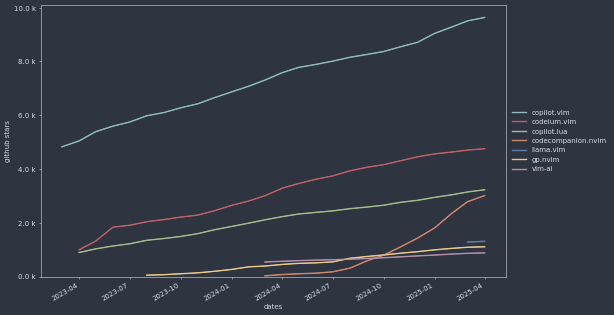 10.0 k
8.0 k
6.0 k
4.0 k
2.0 k
0.0 k
github stars
2023-04
2023-07
2023-10
2024-01
2024-04
2024-07
2024-10
2025-01
2025-04
dates
copilot.vim
codeium.vim
copilot.lua
codecompanion.nvim
llama.vim
gp.nvim
vim-ai